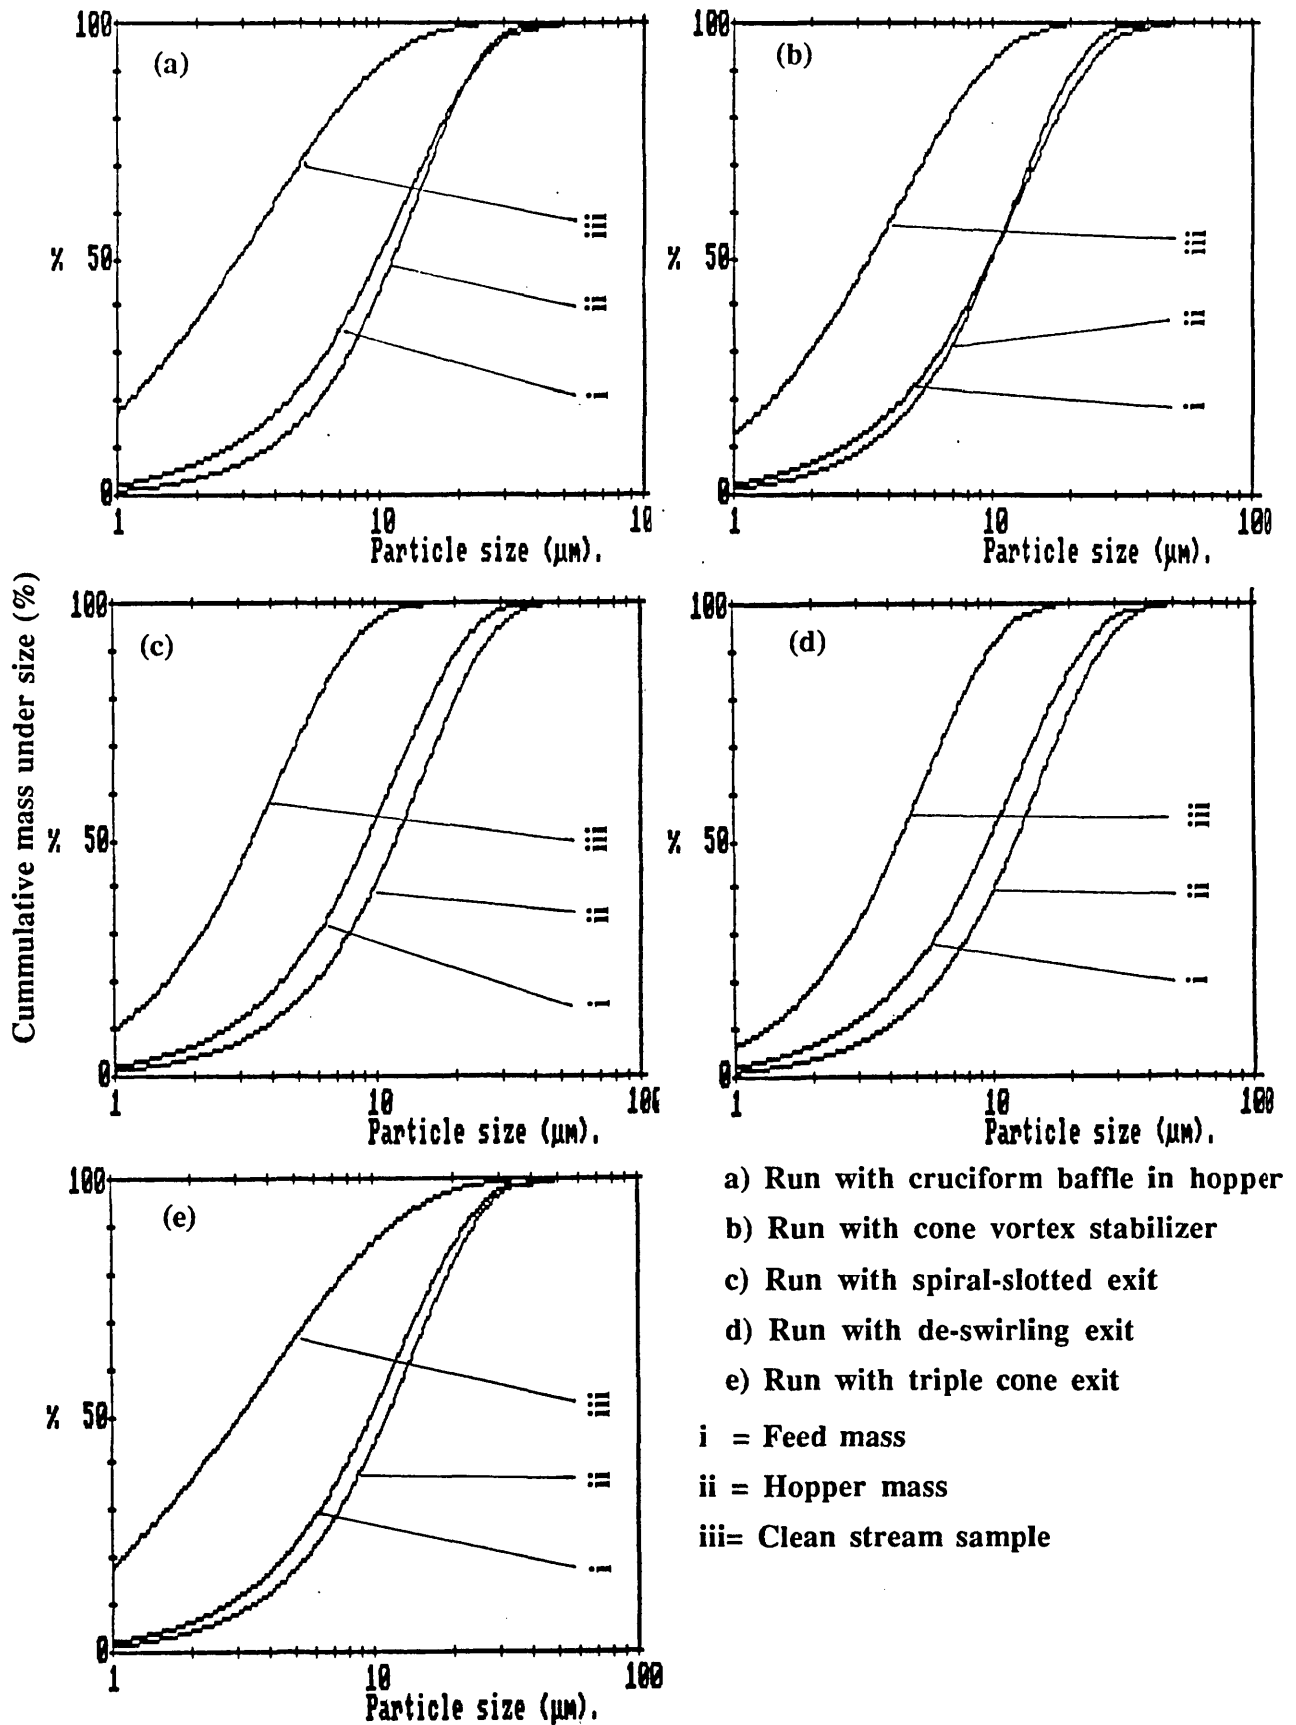 100
(a)
iii
% 50
ii
i
0
1 10 10
Particle size (µm).
100
(b)
iii
% 50
ii
i
0
1 10 100
Particle size (µm).
Cummulative mass under size (%)
100
(c)
% 50
iii
ii
i
0
1 10 100
Particle size (µm).
100
(d)
iii
% 50
ii
i
0
1 10 100
Particle size (µm).
100
(e)
iii
% 50
ii
i
0
1 10 100
Particle size (µm).
a) Run with cruciform baffle in hopper
b) Run with cone vortex stabilizer
c) Run with spiral-slotted exit
d) Run with de-swirling exit
e) Run with triple cone exit
i = Feed mass
ii = Hopper mass
iii= Clean stream sample